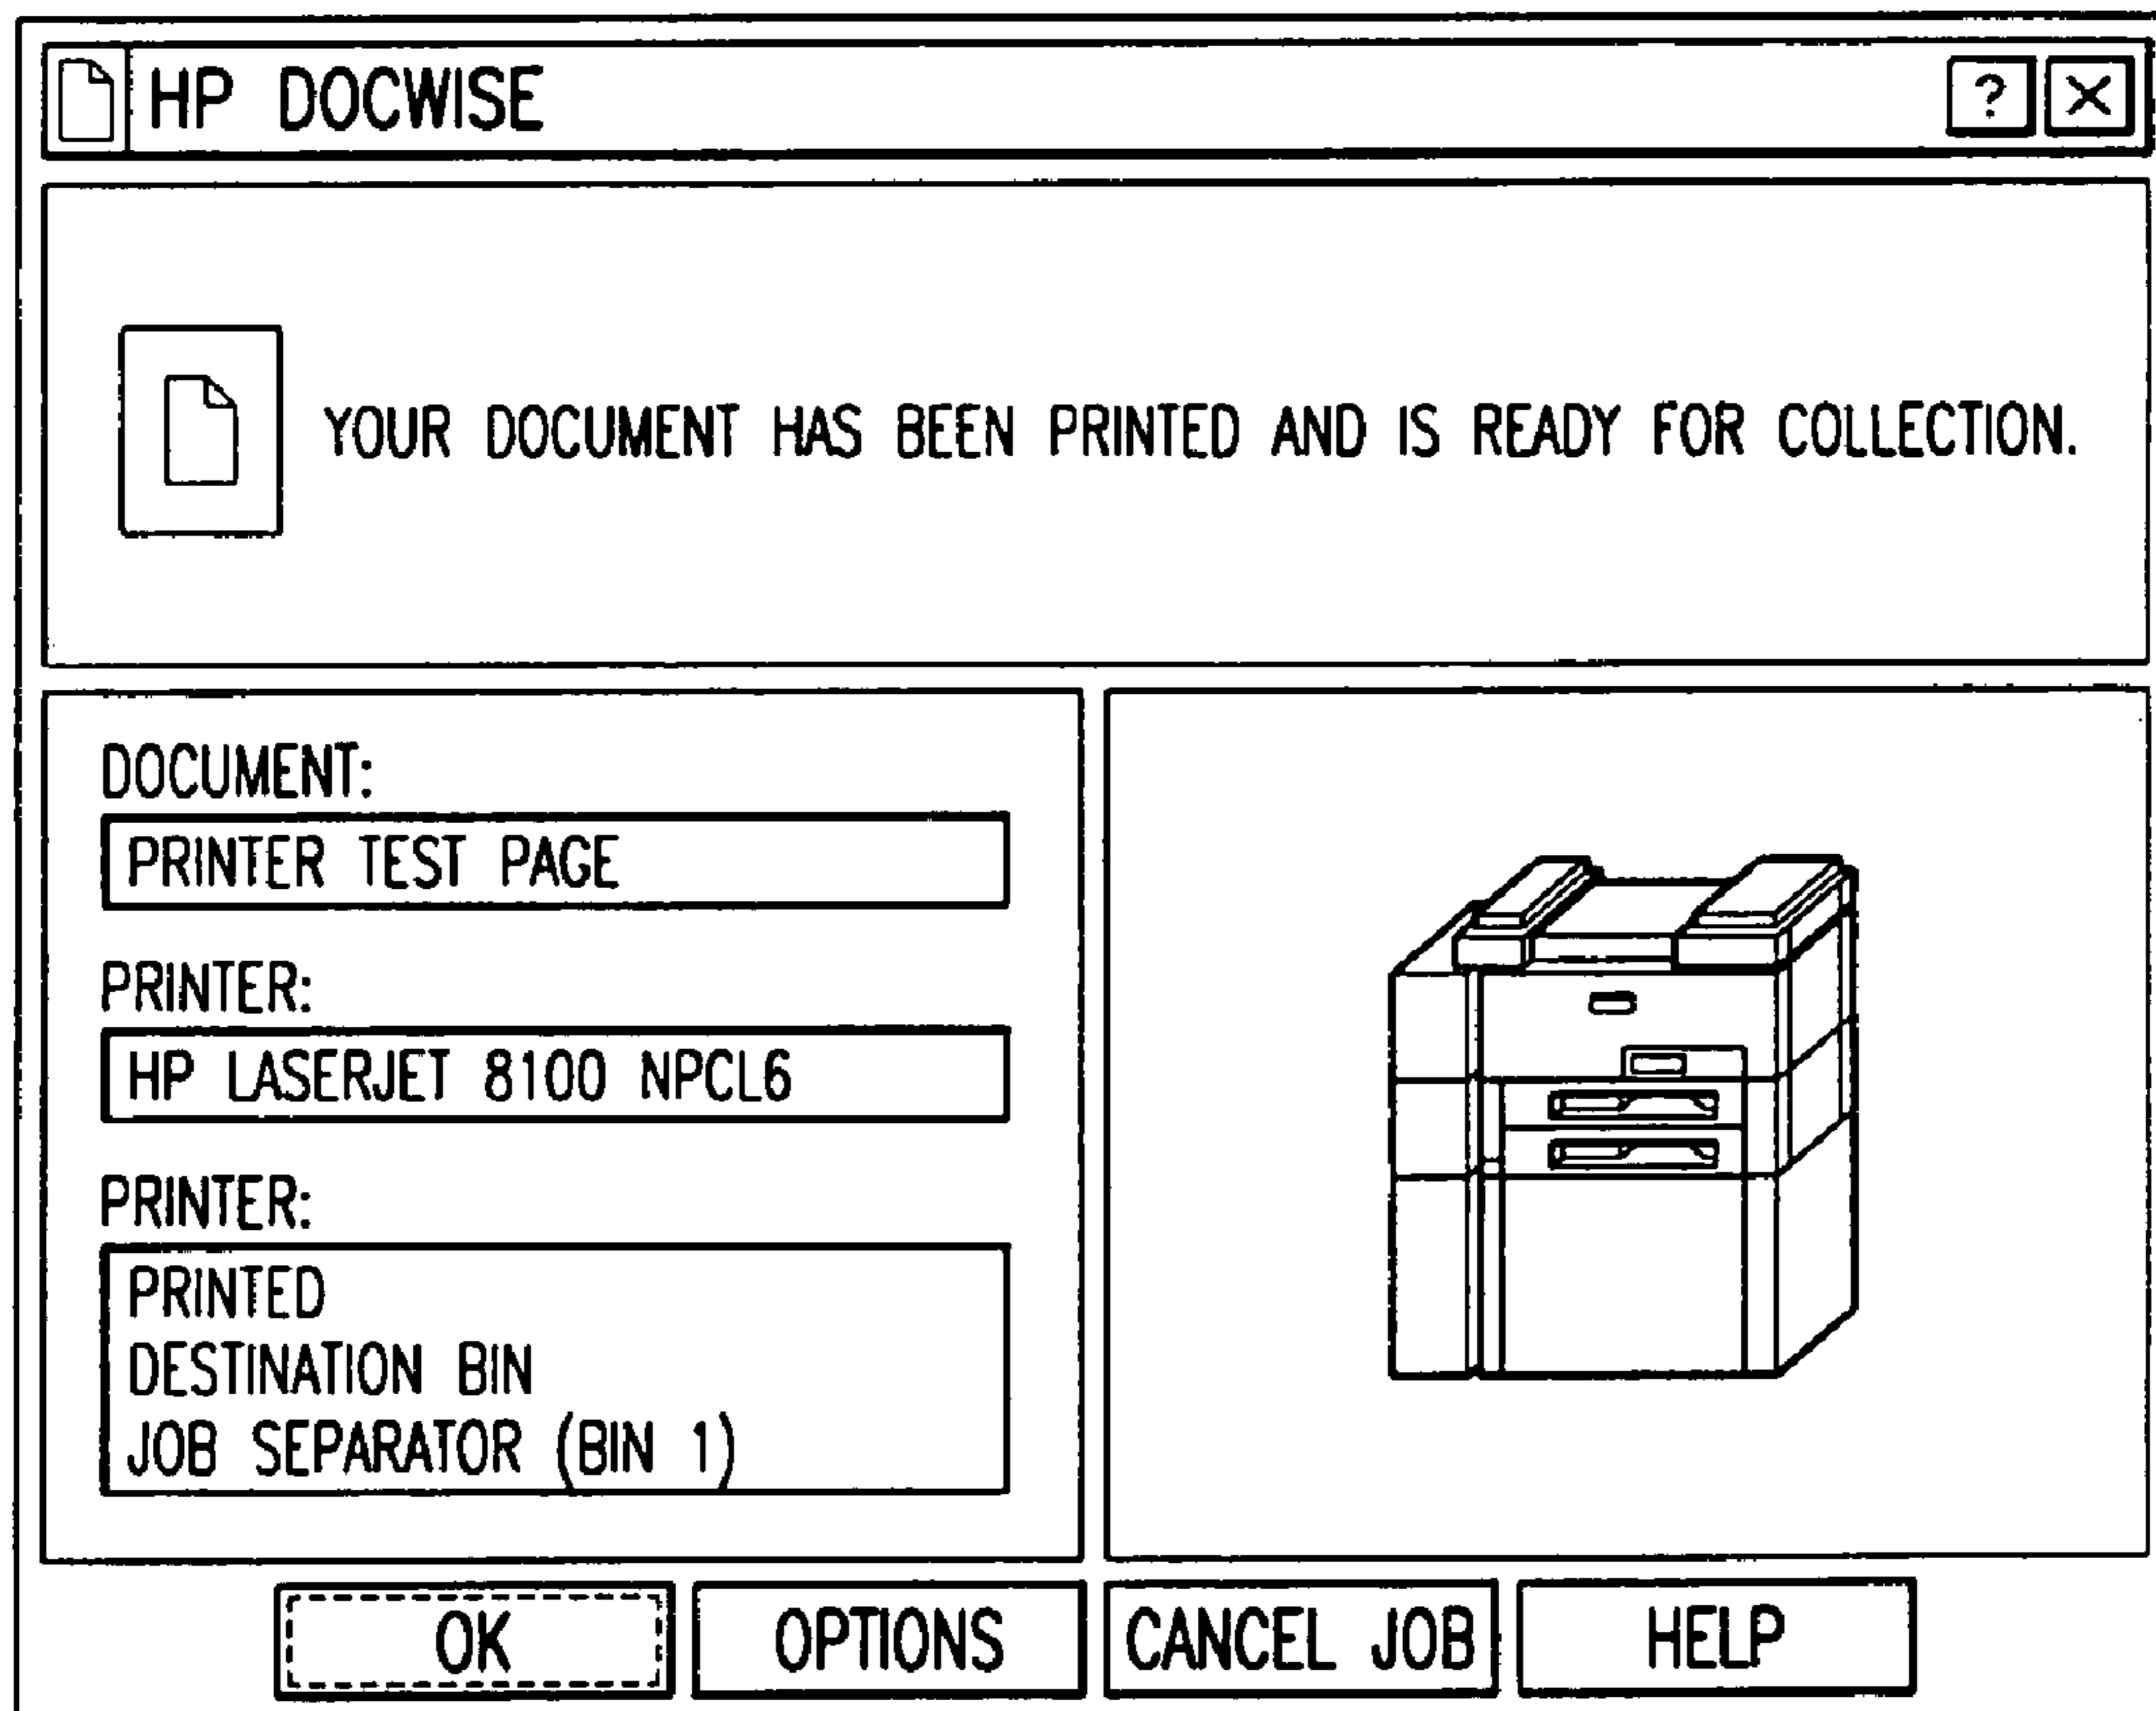 HP DOCWISE
?
YOUR DOCUMENT HAS BEEN PRINTED AND IS READY FOR COLLECTION.
DOCUMENT:
PRINTER TEST PAGE
PRINTER:
HP LASERJET 8100 NPCL6
PRINTER:
PRINTED
DESTINATION BIN
JOB SEPARATOR (BIN 1)
OK
OPTIONS
CANCEL JOB
HELP